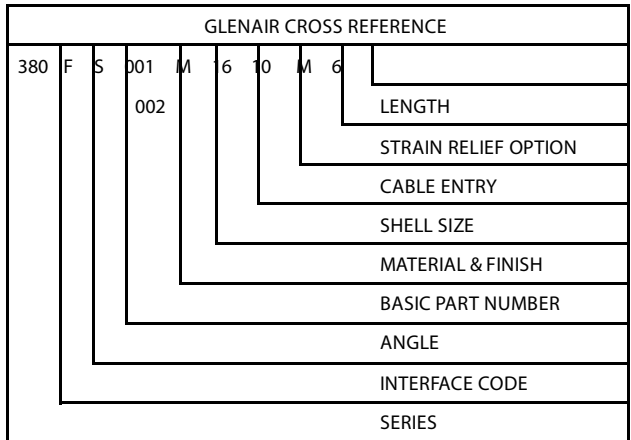 GLENAIR CROSS REFERENCE
380 F S 001 M 16 10 M 6
002
LENGTH
STRAIN RELIEF OPTION
CABLE ENTRY
SHELL SIZE
MATERIAL & FINISH
BASIC PART NUMBER
ANGLE
INTERFACE CODE
SERIES